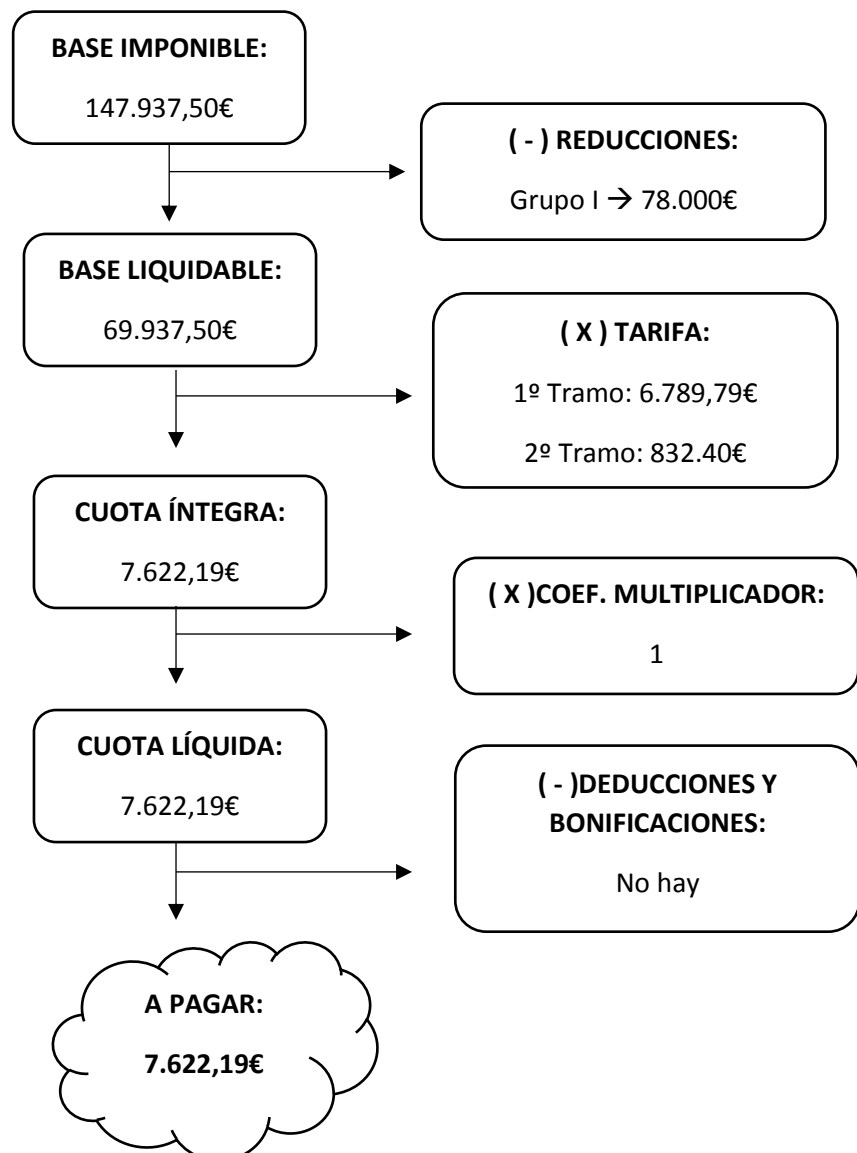 BASE IMPONIBLE:
147.937,50€
( - ) REDUCCIONES:
Grupo I → 78.000€
BASE LIQUIDABLE:
69.937,50€
( X ) TARIFA:
1º Tramo: 6.789,79€
2º Tramo: 832.40€
CUOTA ÍNTEGRA:
7.622,19€
( X )COEF. MULTIPLICADOR:
1
CUOTA LÍQUIDA:
7.622,19€
( - )DEDUCCIONES Y
BONIFICACIONES:
No hay
A PAGAR:
7.622,19€